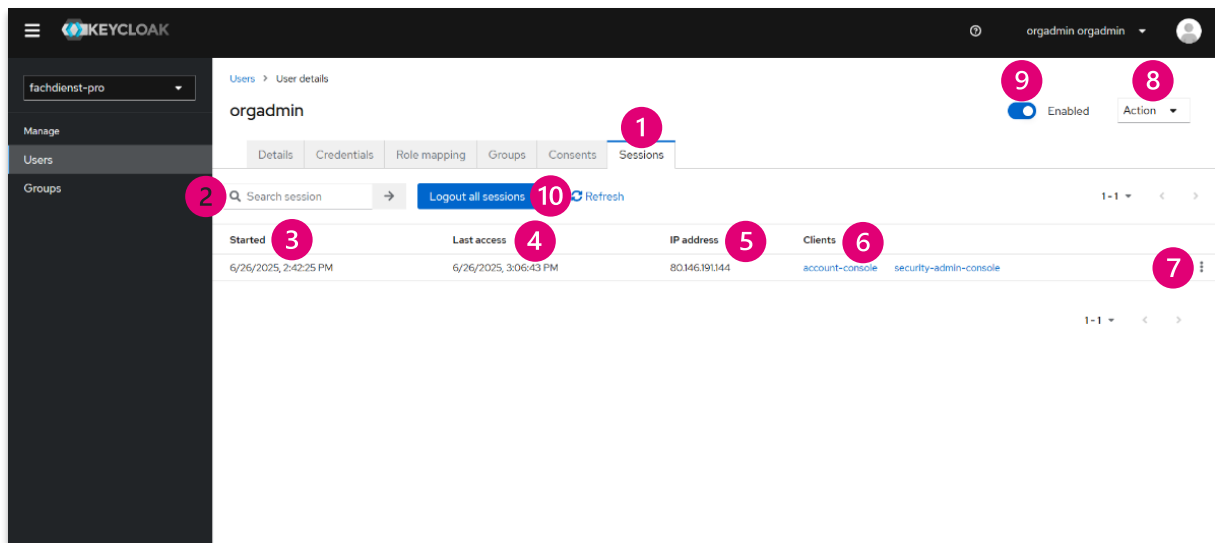 KEYCLOAK
orgadmin orgadmin
fachdienst-pro
Manage
Users
Groups
Users > User details
orgadmin
9
Enabled
8
Action
1
Details Credentials Role mapping Groups Consents Sessions
2 Search session Logout all sessions 10 Refresh 1-1
Started 3 Last access 4 IP address 5 Clients 6
6/26/2025, 2:42:25 PM 6/26/2025, 3:06:43 PM 80.146.191.144 account-console security-admin-console 7
1-1